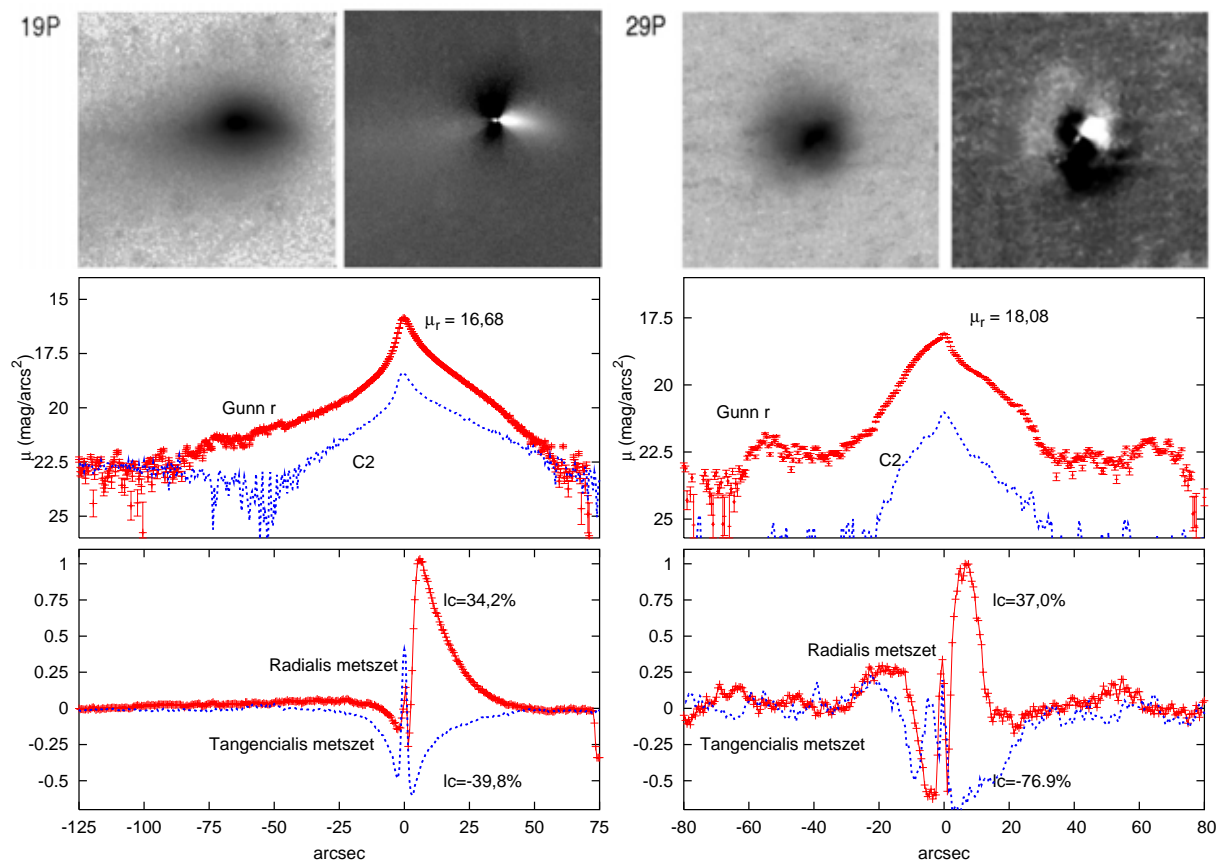 19P
29P
15
17.5
20
22.5
25
μ (mag/arcs²)
μr = 16,68
Gunn r
C2
17.5
20
22.5
25
μ (mag/arcs²)
μr = 18,08
Gunn r
C2
1
0.75
0.5
0.25
0
-0.25
-0.5
Ic=34,2%
Radialis metszet
Tangencialis metszet
Ic=-39,8%
-125 -100 -75 -50 -25 0 25 50 75
arcsec
1
0.75
0.5
0.25
0
-0.25
-0.5
Ic=37,0%
Radialis metszet
Tangencialis metszet
Ic=-76.9%
-80 -60 -40 -20 0 20 40 60 80
arcsec